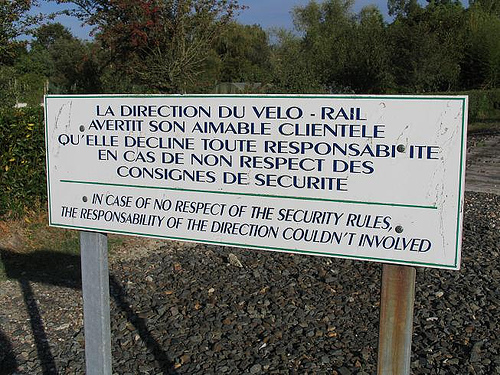 LA DIRECTION DU VELO - RAIL
AVERTIT SON AIMABLE CLIENTELE
QU'ELLE DECLINE TOUTE RESPONSABILITE
EN CAS DE NON RESPECT DES
CONSIGNES DE SECURITE
IN CASE OF NO RESPECT OF THE SECURITY RULES,
THE RESPONSABILITY OF THE DIRECTION COULDN'T INVOLVED